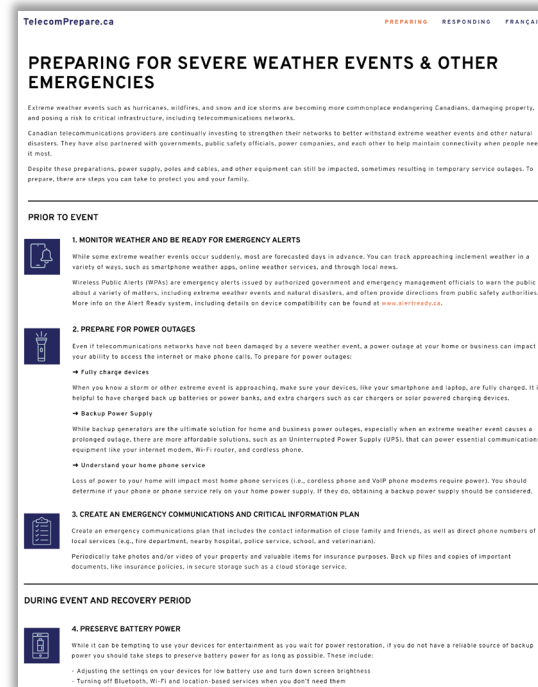 TelecomPrepare.ca
PREPARING RESPONDING FRANÇAI
PREPARING FOR SEVERE WEATHER EVENTS & OTHER
EMERGENCIES
Extreme weather events such as hurricanes, wildfires, and snow and ice storms are becoming more commonplace endangering Canadians, damaging property,
and posing a risk to critical infrastructure, including telecommunications networks.
Canadian telecommunications providers are continually investing to strengthen their networks to better withstand extreme weather events and other natural
disasters. They have also partnered with governments, public safety officials, power companies, and each other to help maintain connectivity when people nee
it most.
Despite these preparations, power supply, poles and cables, and other equipment can still be impacted, sometimes resulting in temporary service outages. To
prepare, there are steps you can take to protect you and your family.
PRIOR TO EVENT
1. MONITOR WEATHER AND BE READY FOR EMERGENCY ALERTS
While some extreme weather events occur suddenly, most are forecasted days in advance. You can track approaching inclement weather in a
variety of ways, such as smartphone weather apps, online weather services, and through local news.
Wireless Public Alerts (WPAs) are emergency alerts issued by authorized government and emergency management officials to warn the public
about a variety of matters, including extreme weather events and natural disasters, and often provide directions from public safety authorities.
More info on the Alert Ready system, including details on device compatibility can be found at www.alertready.ca.
2. PREPARE FOR POWER OUTAGES
Even if telecommunications networks have not been damaged by a severe weather event, a power outage at your home or business can impact
your ability to access the internet or make phone calls. To prepare for power outages:
➔ Fully charge devices
When you know a storm or other extreme event is approaching, make sure your devices, like your smartphone and laptop, are fully charged. It i
helpful to have charged back up batteries or power banks, and extra chargers such as car chargers or solar powered charging devices.
➔ Backup Power Supply
While backup generators are the ultimate solution for home and business power outages, especially when an extreme weather event causes a
prolonged outage, there are more affordable solutions, such as an Uninterrupted Power Supply (UPS), that can power essential communication
equipment like your internet modem, Wi-Fi router, and cordless phone.
➔ Understand your home phone service
Loss of power to your home will impact most home phone services (i.e., cordless phone and VoIP phone modems require power). You should
determine if your phone or phone service rely on your home power supply. If they do, obtaining a backup power supply should be considered.
3. CREATE AN EMERGENCY COMMUNICATIONS AND CRITICAL INFORMATION PLAN
Create an emergency communications plan that includes the contact information of close family and friends, as well as direct phone numbers of
local services (e.g., fire department, nearby hospital, police service, school, and veterinarian).
Periodically take photos and/or video of your property and valuable items for insurance purposes. Back up files and copies of important
documents, like insurance policies, in secure storage such as a cloud storage service.
DURING EVENT AND RECOVERY PERIOD
4. PRESERVE BATTERY POWER
While it can be tempting to use your devices for entertainment as you wait for power restoration, if you do not have a reliable source of backup
power you should take steps to preserve battery power for as long as possible. These include:
- Adjusting the settings on your devices for low battery use and turn down screen brightness
- Turning off Bluetooth, Wi-Fi and location-based services when you don't need them